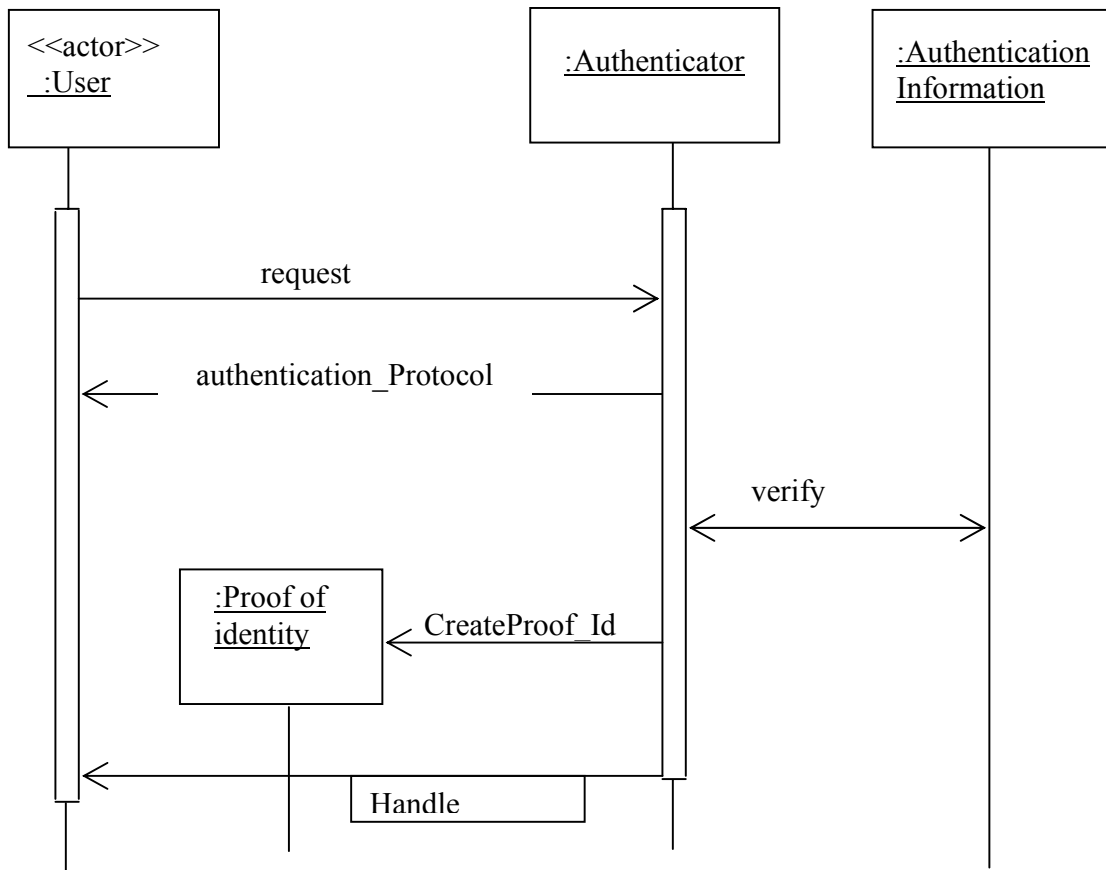 <<actor>>
:User
:Authenticator
:Authentication
Information
request
authentication_Protocol
verify
:Proof of
identity
CreateProof_Id
Handle